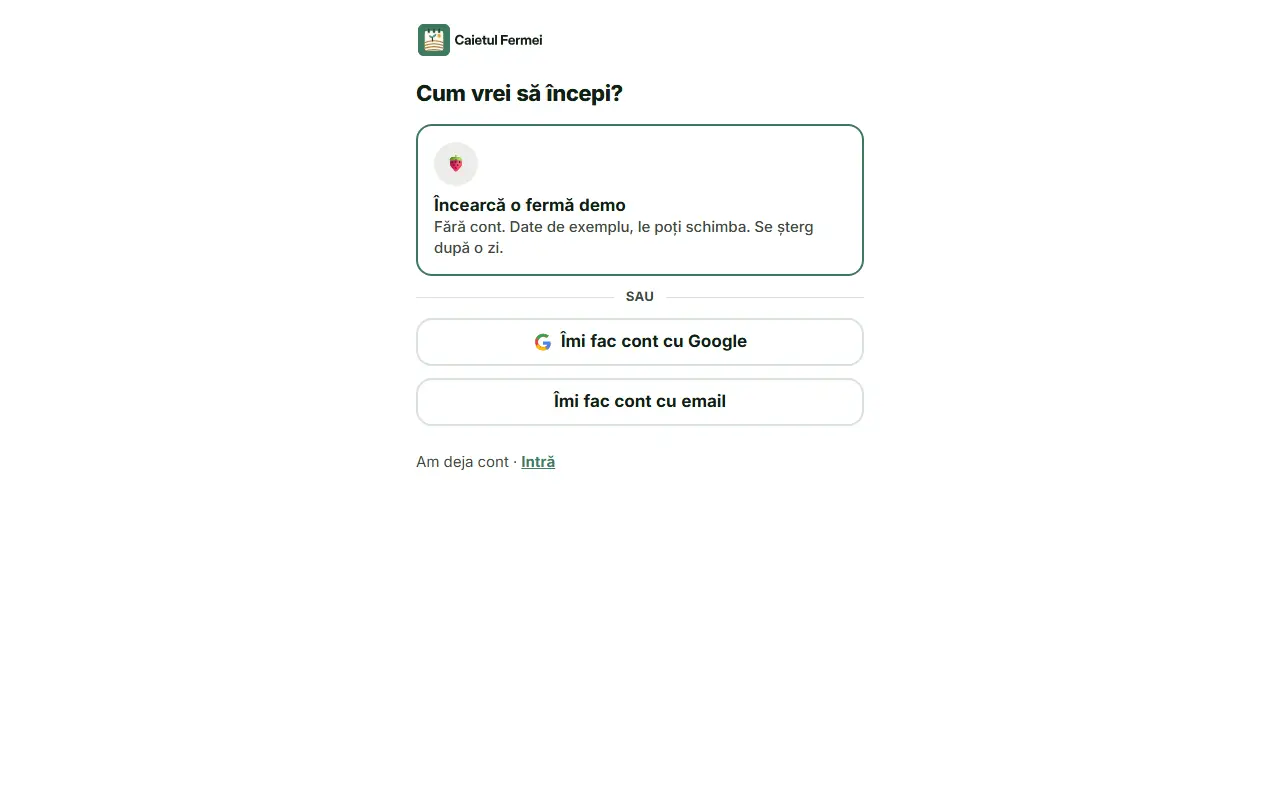 Caietul Fermei
Cum vrei să începi?
Încearcă o fermă demo
Fără cont. Date de exemplu, le poți schimba. Se șterg
după o zi.
SAU
Îmi fac cont cu Google
Îmi fac cont cu email
Am deja cont · Intră